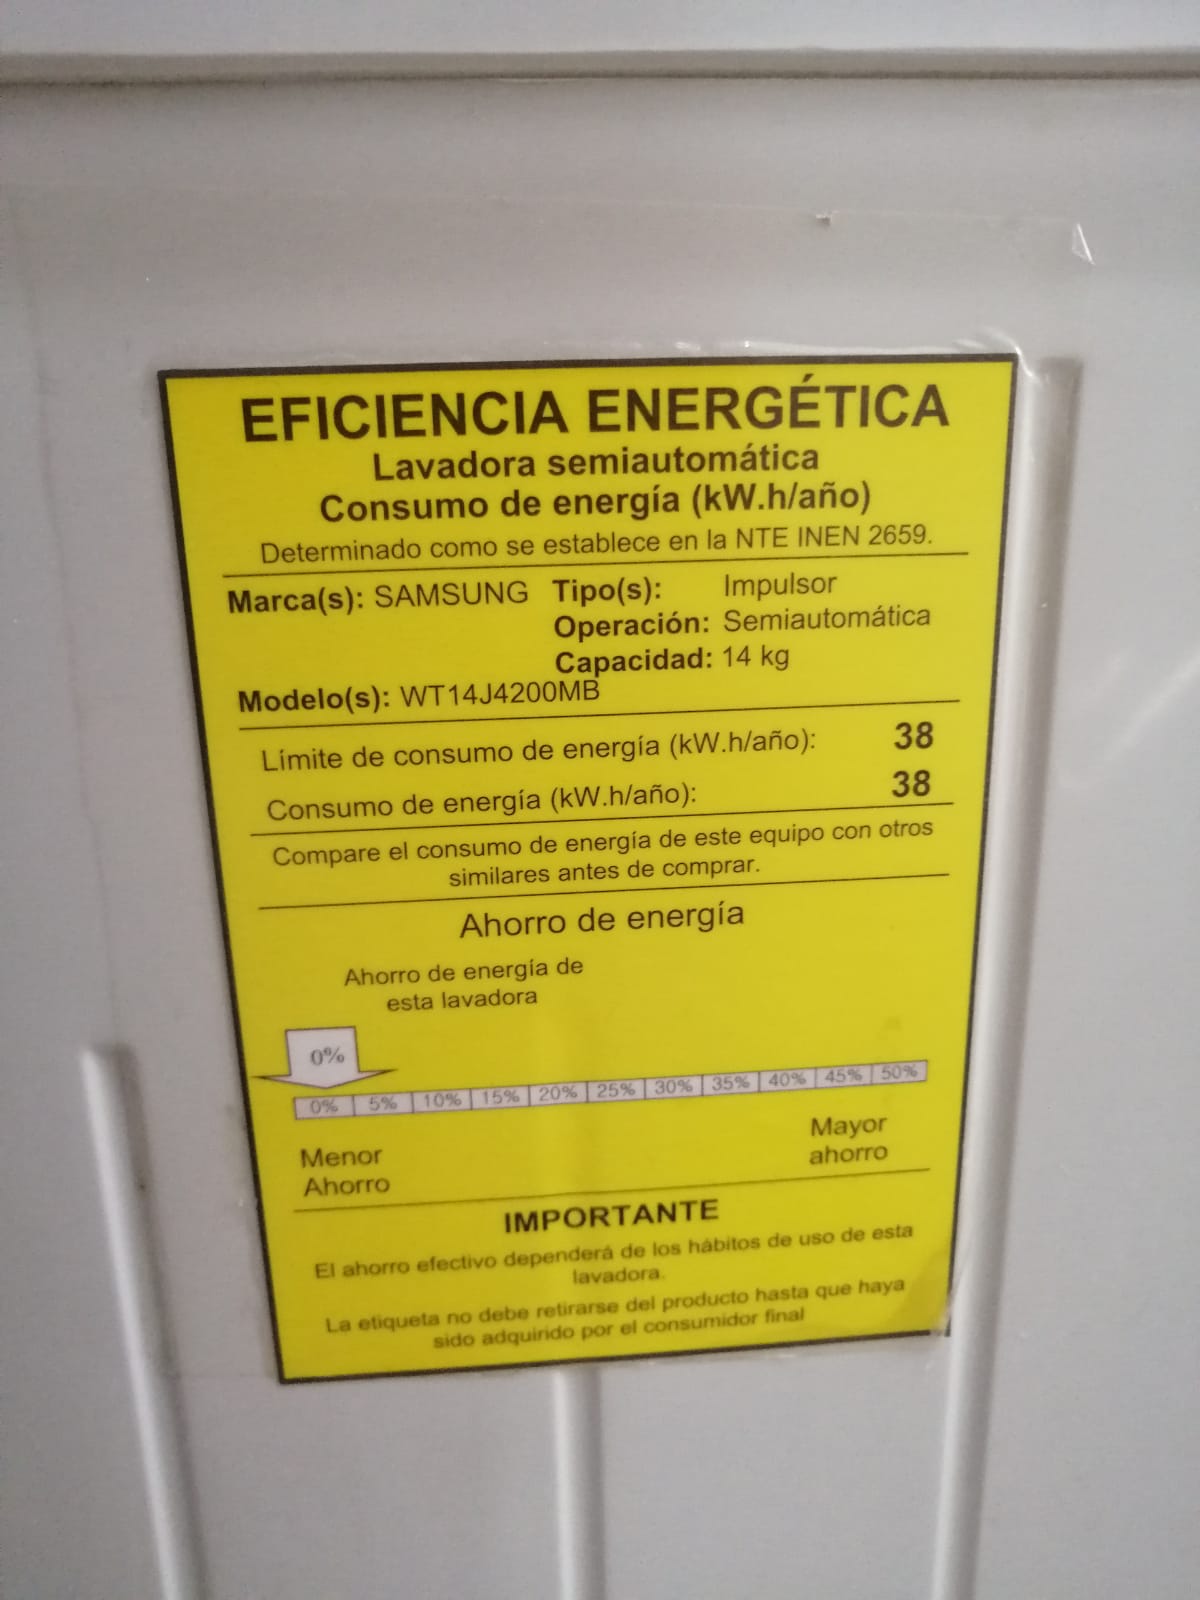 EFICIENCIA ENERGÉTICA
Lavadora semiautomática
Consumo de energía (kW.h/año)
Determinado como se establece en la NTE INEN 2659.
Marca(s): SAMSUNG Tipo(s): Impulsor
Operación: Semiautomática
Capacidad: 14 kg
Modelo(s): WT14J4200MB
Límite de consumo de energía (kW.h/año): 38
Consumo de energía (kW.h/año): 38
Compare el consumo de energía de este equipo con otros
similares antes de comprar.
Ahorro de energía
Ahorro de energía de
esta lavadora
0%
0% 5% 10% 15% 20% 25% 30% 35% 40% 45% 50%
Menor
Ahorro
Mayor
ahorro
IMPORTANTE
El ahorro efectivo dependerá de los hábitos de uso de esta
lavadora.
La etiqueta no debe retirarse del producto hasta que haya
sido adquirido por el consumidor final